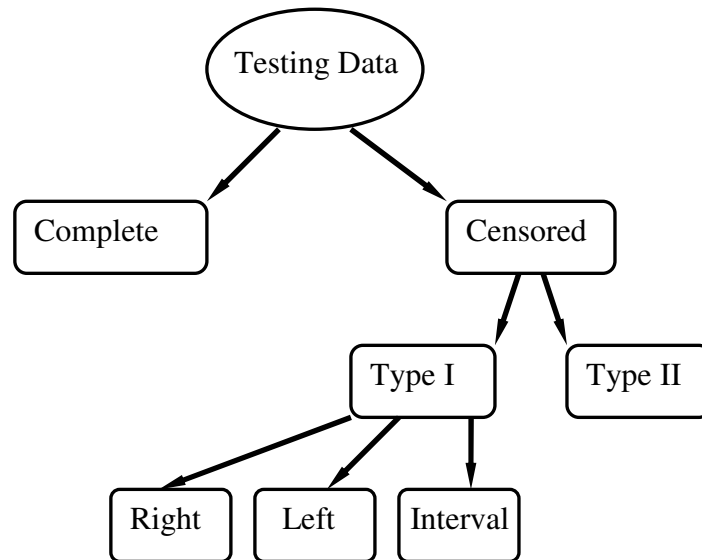 Testing Data
Complete
Censored
Type I
Type II
Right
Left
Interval